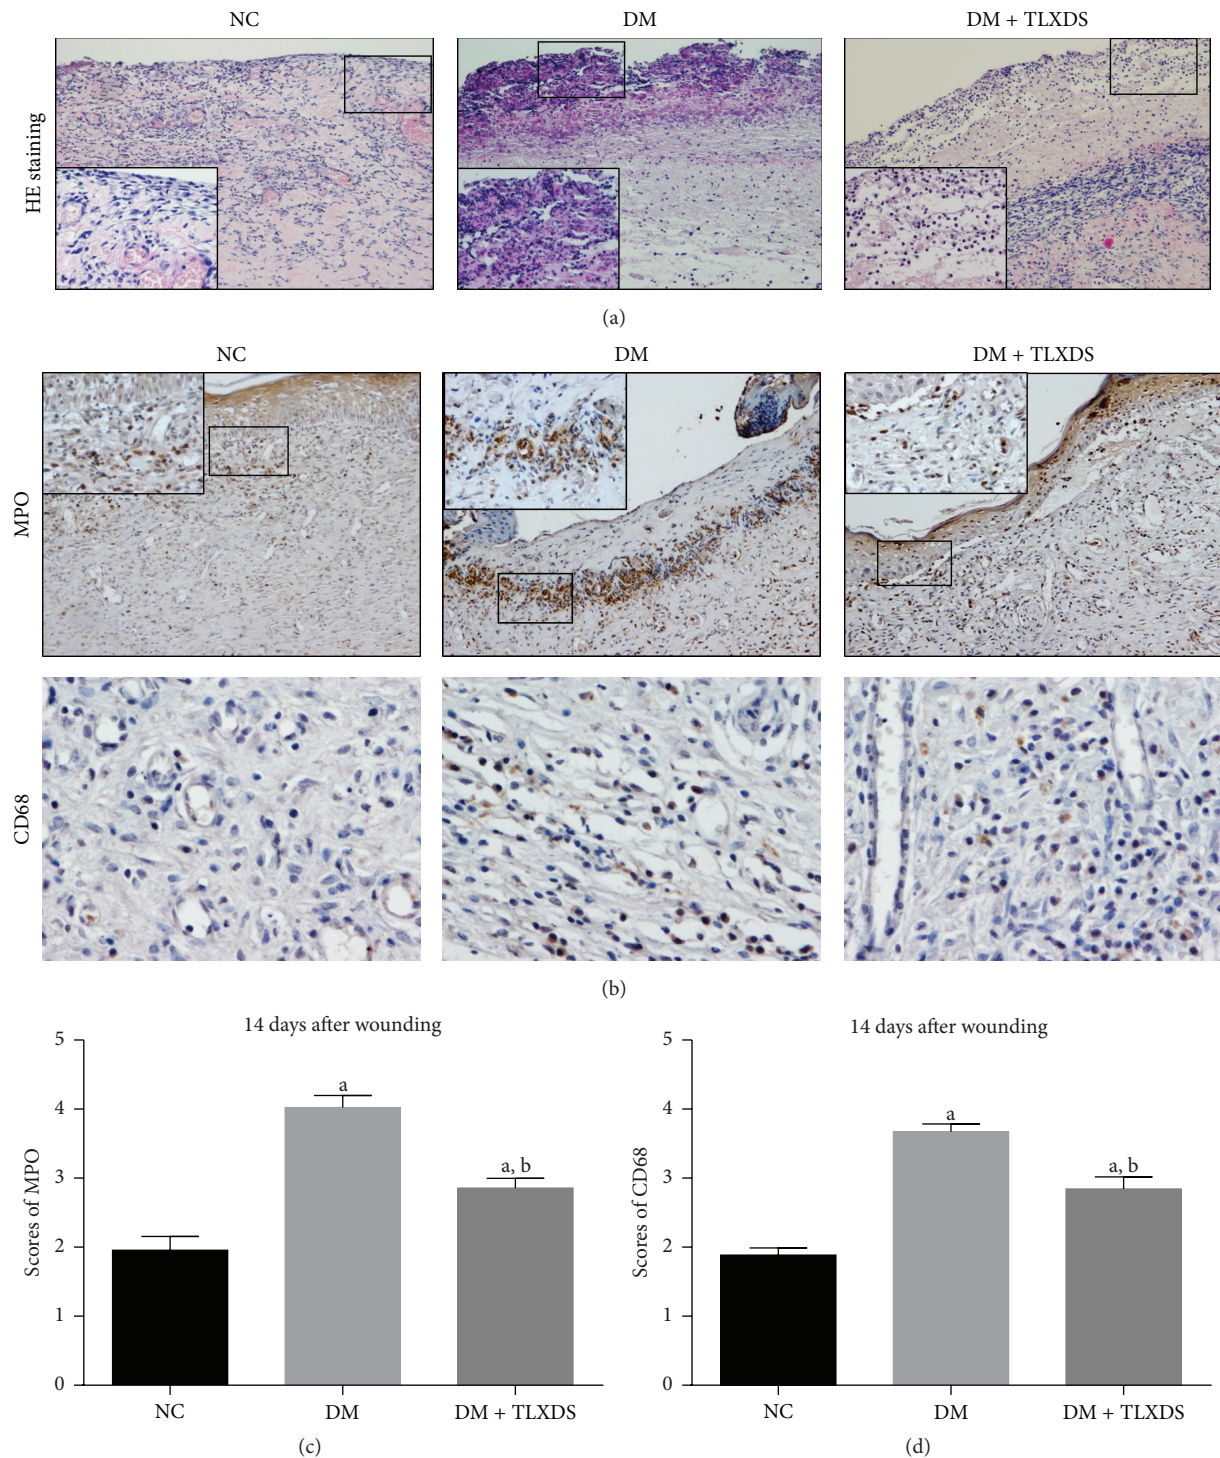 NC DM DM + TLXDS
HE staining
(a)
NC DM DM + TLXDS
MPO
CD68
(b)
14 days after wounding
5
4
3
2
1
0
Scores of MPO
a
a, b
NC DM DM + TLXDS
(c)
14 days after wounding
5
4
3
2
1
0
Scores of CD68
a
a, b
NC DM DM + TLXDS
(d)